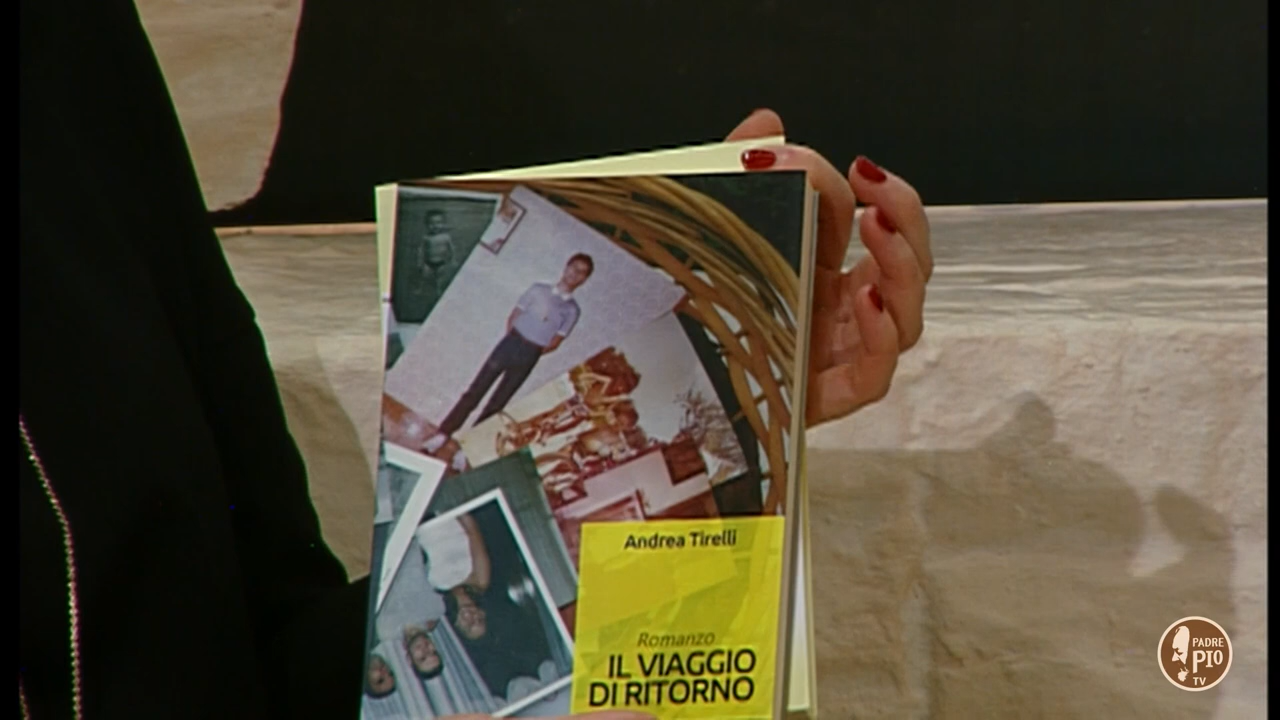 Andrea Tirelli
Romanzo
IL VIAGGIO
DI RITORNO
PADRE
PIO
TV